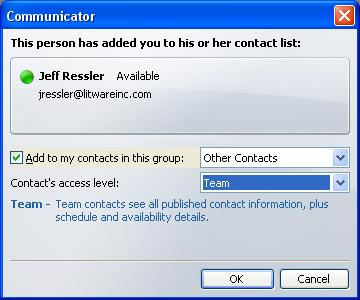 Communicator
This person has added you to his or her contact list:
Jeff Ressler Available
jressler@litwareinc.com
Add to my contacts in this group: Other Contacts
Contact's access level: Team
Team - Team contacts see all published contact information, plus
schedule and availability details.
OK Cancel